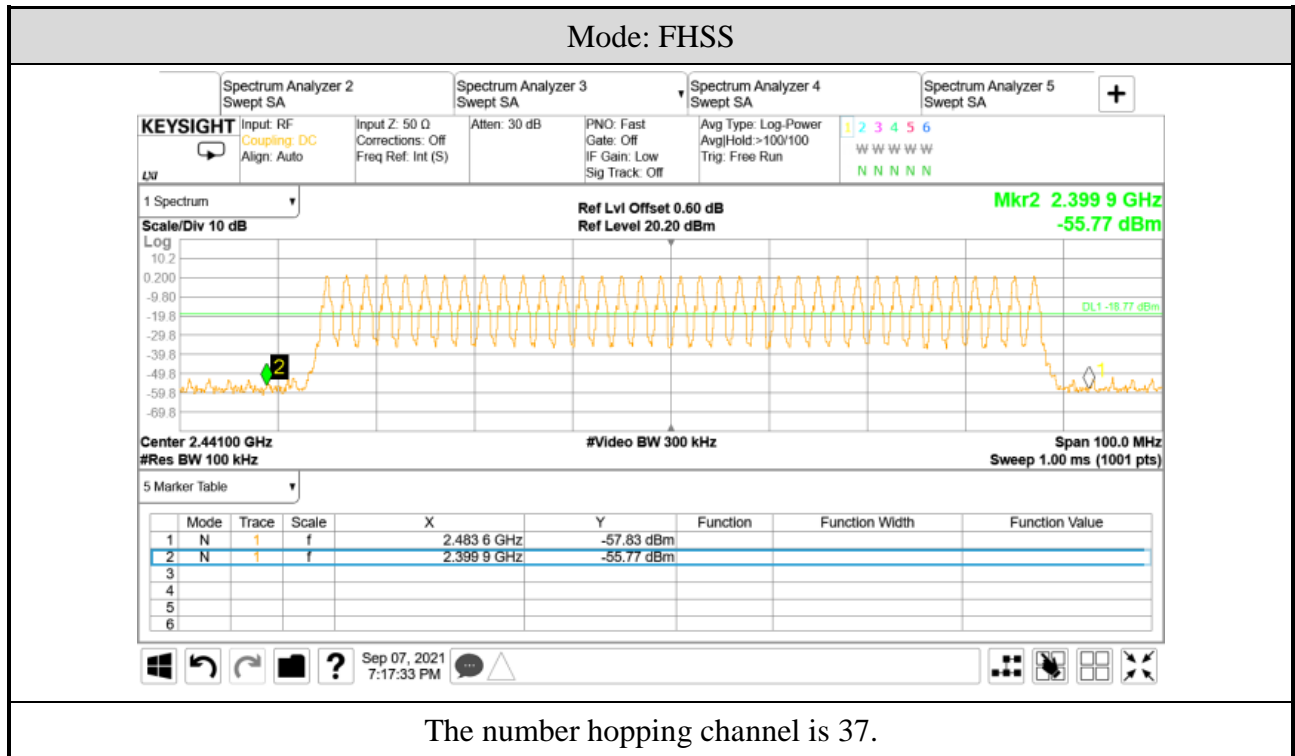 Mode: FHSS
Spectrum Analyzer 2 Spectrum Analyzer 3 Spectrum Analyzer 4 Spectrum Analyzer 5
Swept SA Swept SA Swept SA Swept SA
+
KEYSIGHT Input: RF Input Z: 50 Ω Atten: 30 dB PNO: Fast Avg Type: Log-Power 1 2 3 4 5 6
Coupling: DC Corrections: Off Gate: Off Avg|Hold:>100/100 W W W W W
Align: Auto Freq Ref: Int (S) IF Gain: Low Trig: Free Run
LXI Sig Track: Off N N N N N
1 Spectrum Ref Lvl Offset 0.60 dB Mkr2 2.399 9 GHz
Scale/Div 10 dB Ref Level 20.20 dBm -55.77 dBm
Log
10.2
0.200
-9.80
DL1 -18.77 dBm
-19.8
-29.8
-39.8
2
-49.8
1
-59.8
-69.8
Center 2.44100 GHz #Video BW 300 kHz Span 100.0 MHz
#Res BW 100 kHz Sweep 1.00 ms (1001 pts)
5 Marker Table
Mode Trace Scale X Y Function Function Width Function Value
1 N 1 f 2.483 6 GHz -57.83 dBm
2 N 1 f 2.399 9 GHz -55.77 dBm
3
4
5
6
? Sep 07, 2021
7:17:33 PM
The number hopping channel is 37.